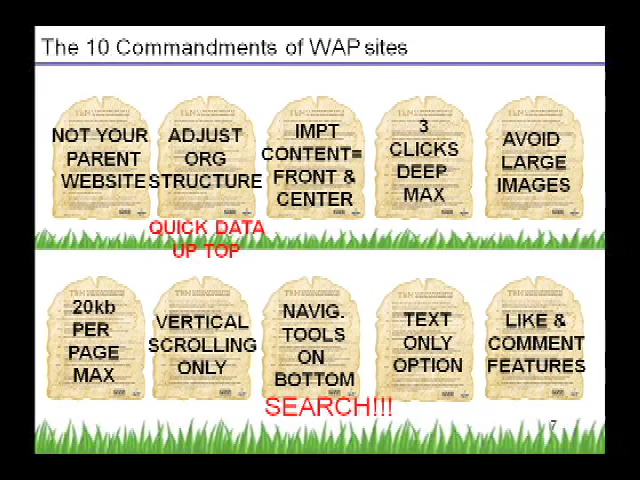 The 10 Commandments of WAP sites
NOT YOUR
PARENT
WEBSITE
ADJUST
ORG
STRUCTURE
QUICK DATA
UP TOP
IMPT
CONTENT=
FRONT &
CENTER
3
CLICKS
DEEP
MAX
AVOID
LARGE
IMAGES
20kb
PER
PAGE
MAX
VERTICAL
SCROLLING
ONLY
NAVIG.
TOOLS
ON
BOTTOM
SEARCH!!!
TEXT
ONLY
OPTION
LIKE &
COMMENT
FEATURES
7